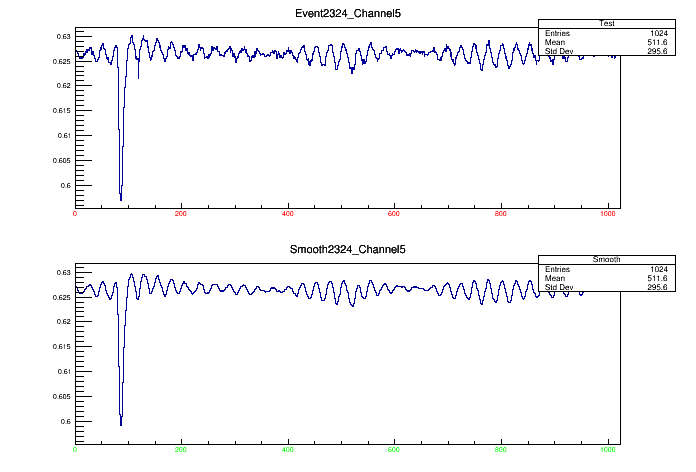 Event2324_Channel5
Test
Entries 1024
Mean 511.6
Std Dev 295.6
0.63
0.625
0.62
0.615
0.61
0.605
0.6
0 200 400 600 800 1000
Smooth2324_Channel5
Smooth
Entries 1024
Mean 511.6
Std Dev 295.6
0.63
0.625
0.62
0.615
0.61
0.605
0.6
0 200 400 600 800 1000